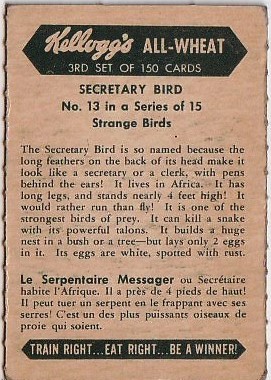 Kellogg's ALL-WHEAT
3RD SET OF 150 CARDS
SECRETARY BIRD
No. 13 in a Series of 15
Strange Birds
The Secretary Bird is so named because the
long feathers on the back of its head make it
look like a secretary or a clerk, with pens
behind the ears! It lives in Africa. It has
long legs, and stands nearly 4 feet high! It
would rather run than fly! It is one of the
strongest birds of prey. It can kill a snake
with its powerful talons. It builds a huge
nest in a bush or a tree—but lays only 2 eggs
in it. Its eggs are white, spotted with rust.
Le Serpentaire Messager ou Secrétaire
habite l'Afrique. Il a près de 4 pieds de haut!
Il peut tuer un serpent en le frappant avec ses
serres! C'est un des plus puissants oiseaux de
proie qui soient.
TRAIN RIGHT...EAT RIGHT...BE A WINNER!